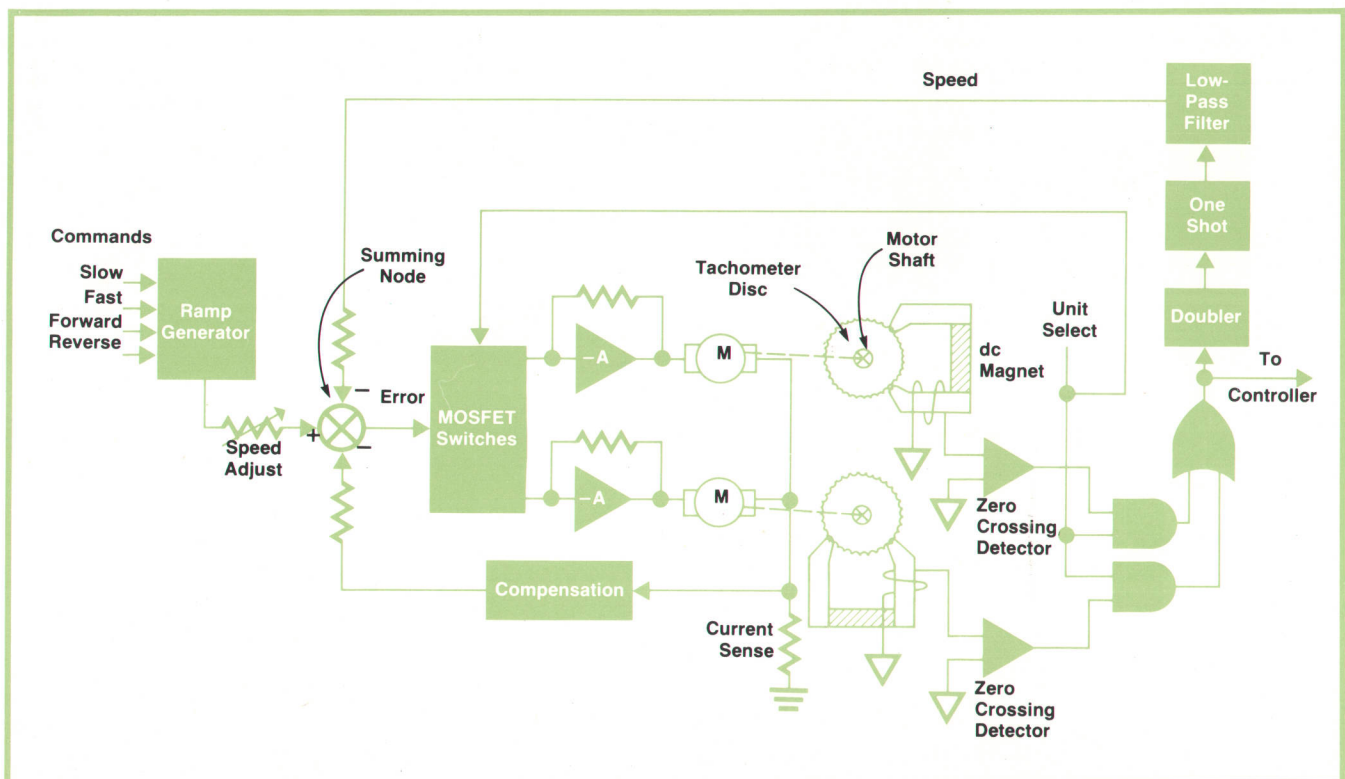 Speed
Low-
Pass
Filter
One
Shot
Doubler
To
Controller
Commands
Slow
Fast
Forward
Reverse
Ramp
Generator
Speed
Adjust
Summing
Node
+
−
−
Error
MOSFET
Switches
−A
−A
M
M
Compensation
Current
Sense
Tachometer
Disc
Motor
Shaft
dc
Magnet
Unit
Select
Zero
Crossing
Detector
Zero
Crossing
Detector